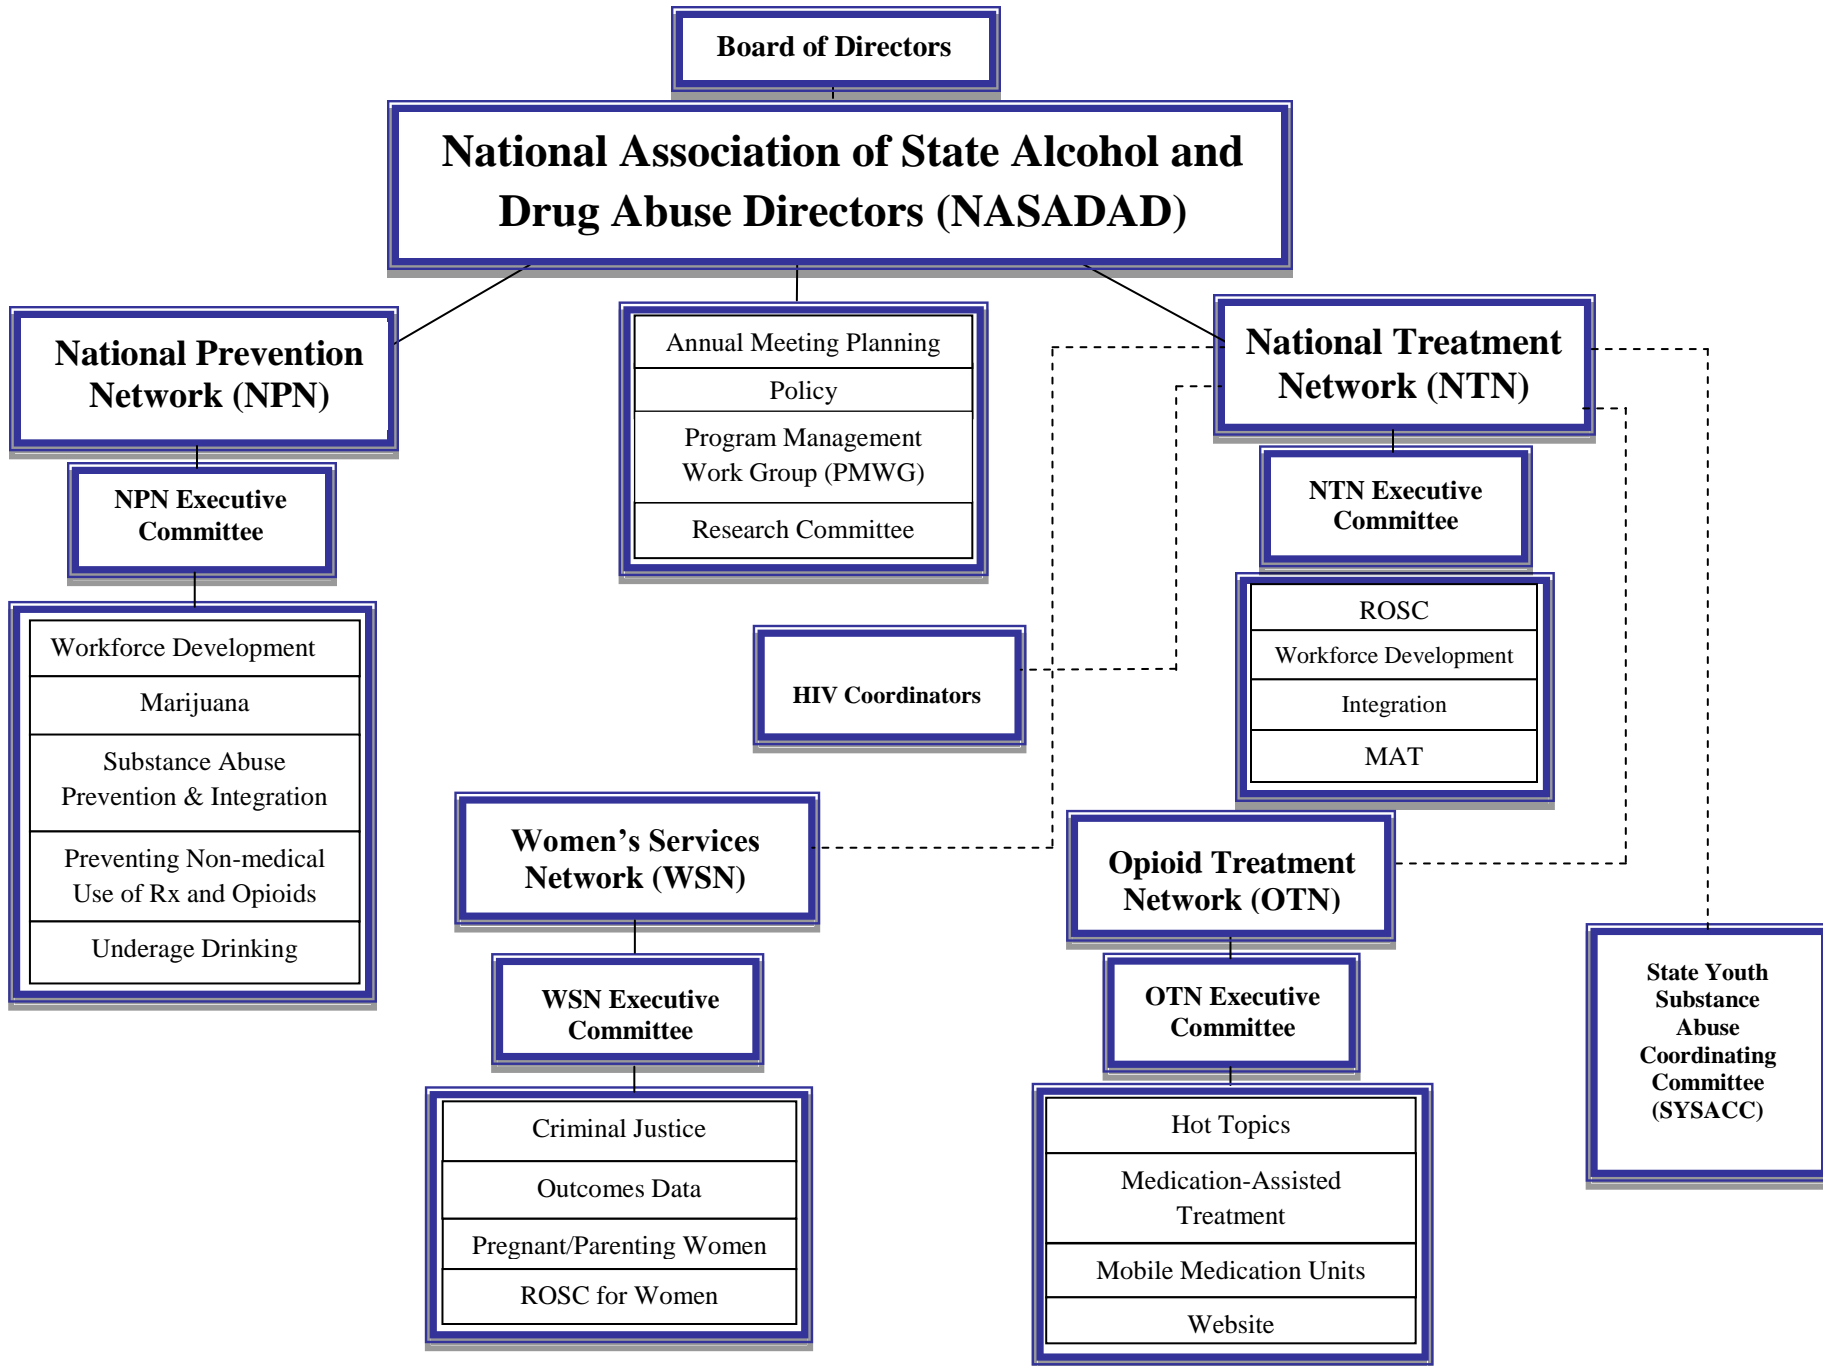 Board of Directors
National Association of State Alcohol and
Drug Abuse Directors (NASADAD)
National Prevention
Network (NPN)
NPN Executive
Committee
Workforce Development
Marijuana
Substance Abuse
Prevention & Integration
Preventing Non-medical
Use of Rx and Opioids
Underage Drinking
Annual Meeting Planning
Policy
Program Management
Work Group (PMWG)
Research Committee
National Treatment
Network (NTN)
NTN Executive
Committee
ROSC
Workforce Development
Integration
MAT
HIV Coordinators
Women’s Services
Network (WSN)
WSN Executive
Committee
Criminal Justice
Outcomes Data
Pregnant/Parenting Women
ROSC for Women
Opioid Treatment
Network (OTN)
OTN Executive
Committee
Hot Topics
Medication-Assisted
Treatment
Mobile Medication Units
Website
State Youth
Substance
Abuse
Coordinating
Committee
(SYSACC)